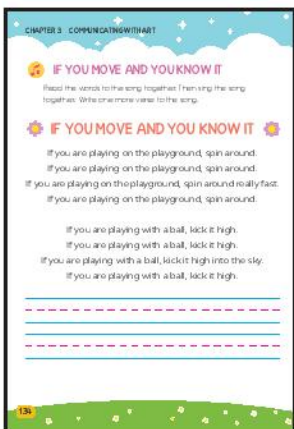 CHAPTER 3 COMMUNICATING WITH ART
IF YOU MOVE AND YOU KNOW IT
Read the words to the song together. Then sing the song
together. Write one more verse to the song.
IF YOU MOVE AND YOU KNOW IT
If you are playing on the playground, spin around.
If you are playing on the playground, spin around.
If you are playing on the playground, spin around really fast.
If you are playing on the playground, spin around.
If you are playing with a ball, kick it high.
If you are playing with a ball, kick it high.
If you are playing with a ball, kick it high into the sky.
If you are playing with a ball, kick it high.
134